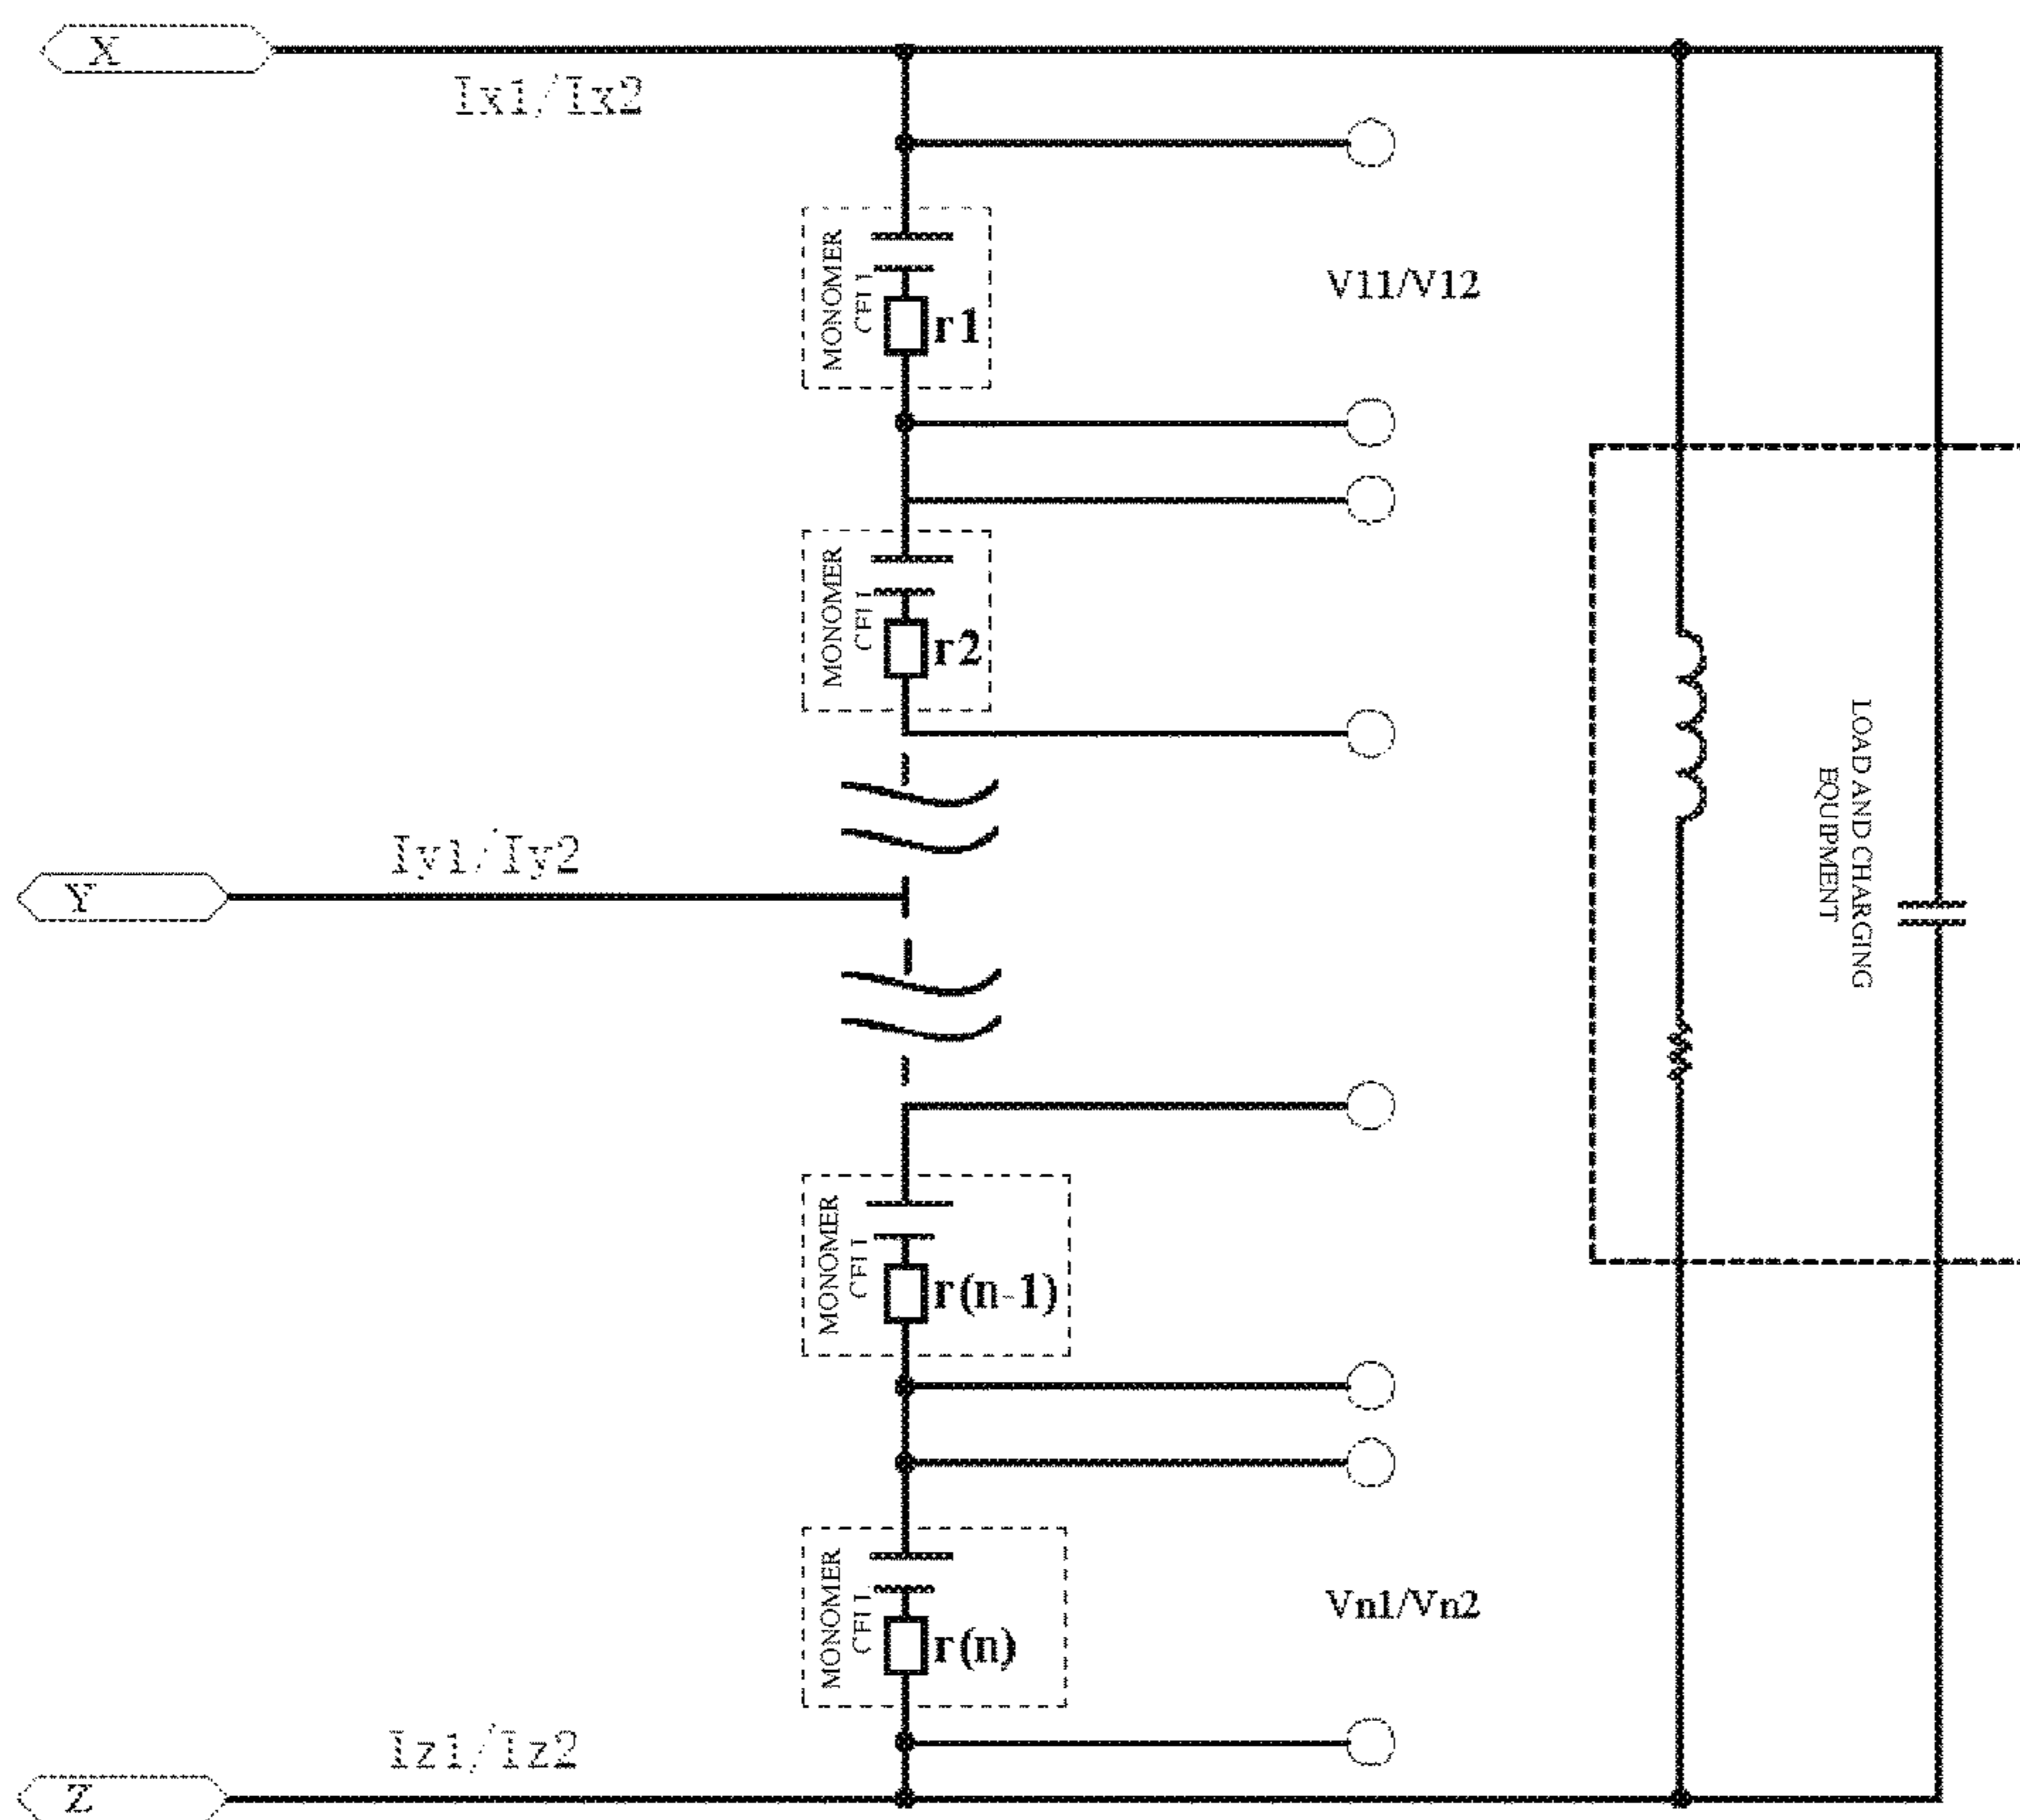 X
Ix1/Ix2
MONOMER
CELL
r1
V11/V12
MONOMER
CELL
r2
LOAD AND CHARGING
EQUIPMENT
Iy1/Iy2
Y
MONOMER
CELL
r(n-1)
MONOMER
CELL
r(n)
Vn1/Vn2
Iz1/Iz2
Z